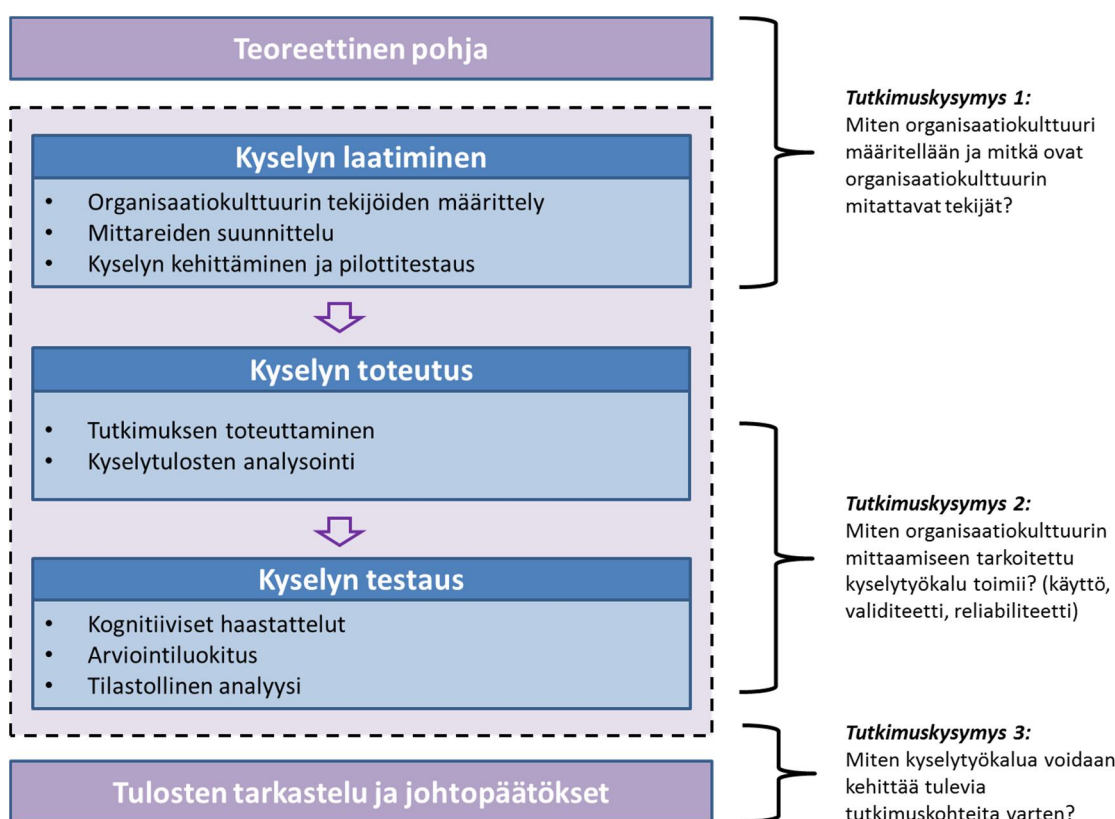 Teoreettinen pohja
Kyselyn laatiminen
• Organisaatiokulttuurin tekijöiden määrittely
• Mittareiden suunnittelu
• Kyselyn kehittäminen ja pilottitestaus
Tutkimuskysymys 1:
Miten organisaatiokulttuuri
määritellään ja mitkä ovat
organisaatiokulttuurin
mitattavat tekijät?
Kyselyn toteutus
• Tutkimuksen toteuttaminen
• Kyselytulosten analysointi
Kyselyn testaus
• Kognitiiviset haastattelut
• Arviointiluokitus
• Tilastollinen analyysi
Tutkimuskysymys 2:
Miten organisaatiokulttuurin
mittaamiseen tarkoitettu
kyselytyökalu toimii? (käyttö,
validiteetti, reliabiliteetti)
Tulosten tarkastelu ja johtopäätökset
Tutkimuskysymys 3:
Miten kyselytyökalua voidaan
kehittää tulevia
tutkimuskohteita varten?